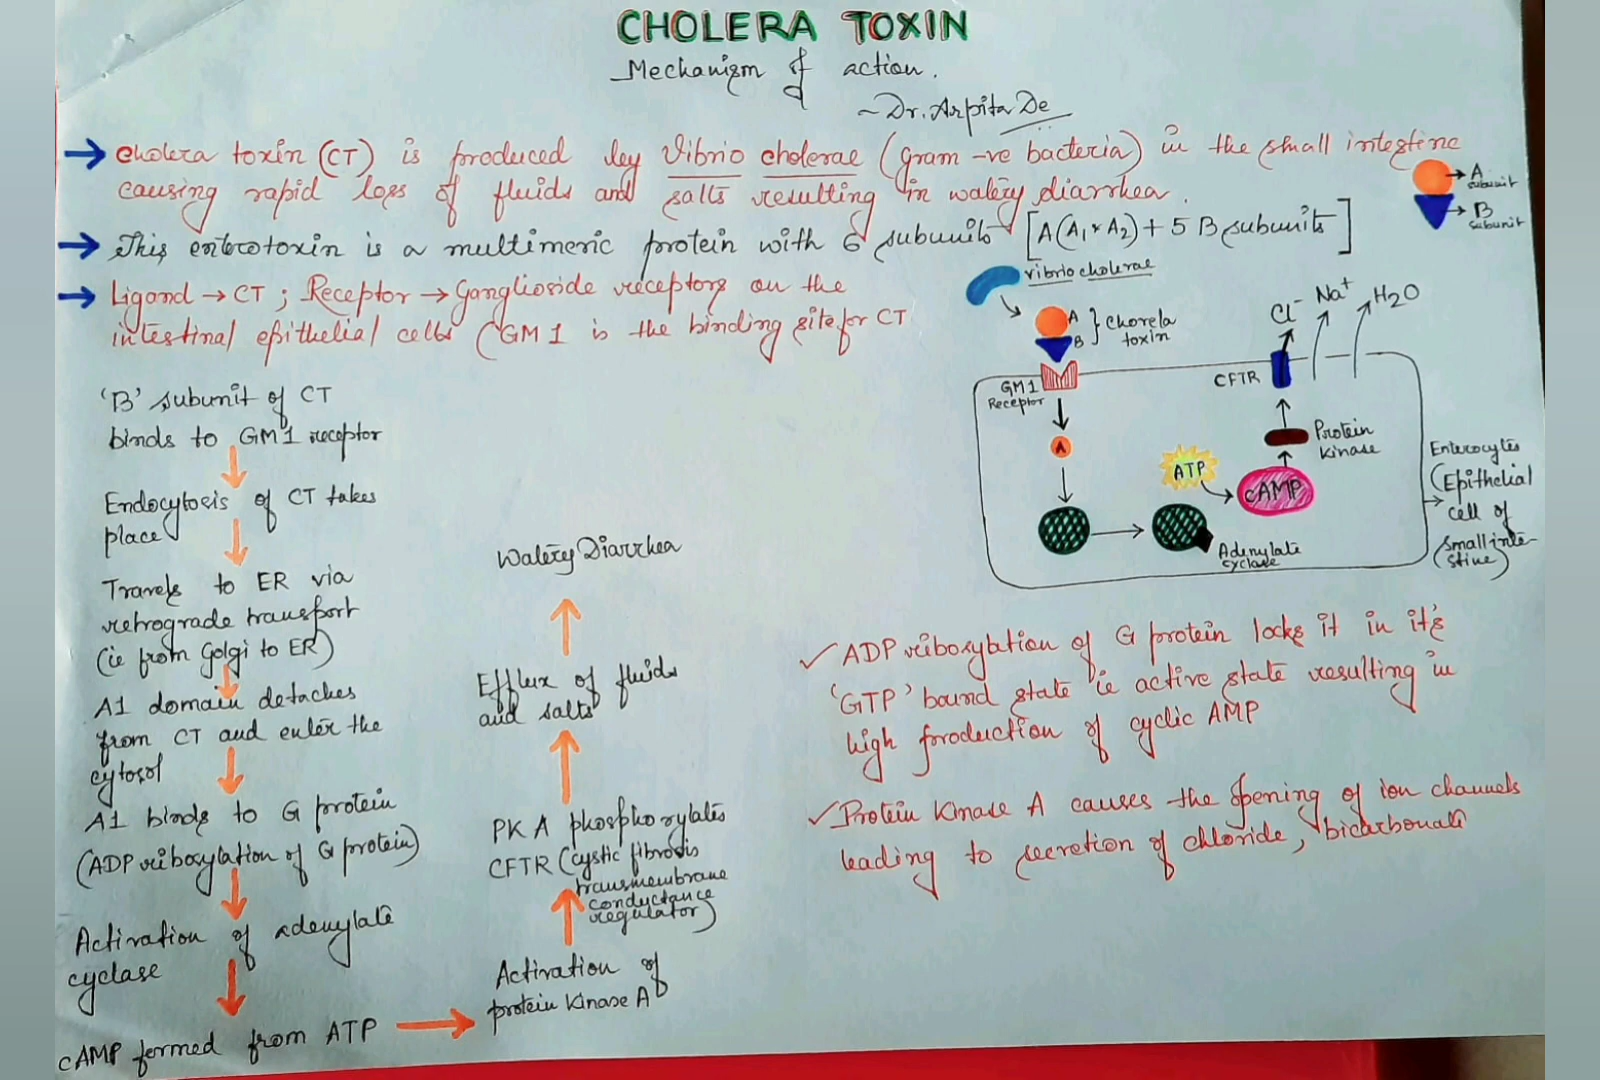 CHOLERA TOXIN
Mechanism of action.
~Dr. Arpita De
→ Cholera toxin (CT) is produced by Vibrio cholerae (gram -ve bacteria) in the small intestine
causing rapid loss of fluids and salts resulting in watery diarrhea.
→ This enterotoxin is a multimeric protein with 6 subunits [A(A₁+A₂)+5 B subunits]
→ Ligand → CT ; Receptor → Ganglioside receptors on the
intestinal epithelial cells (GM1 is the binding site for CT
A subunit
B subunit
'B' subunit of CT
binds to GM1 receptor
Endocytosis of CT takes
place
Travels to ER via
retrograde transport
(ie from Golgi to ER)
A1 domain detaches
from CT and enter the
cytosol
A1 binds to G protein
(ADP ribosylation of G protein)
Activation of adenylate
cyclase
cAMP formed from ATP
Activation of
protein kinase A
PKA phosphorylates
CFTR (cystic fibrosis
transmembrane
conductance
regulator)
Efflux of fluids
and salts
Watery Diarrhea
vibrio cholerae
A
B
} Chorela
toxin
GM1
Receptor
A
ATP
cAMP
Adenylate
cyclase
Protein
kinase
CFTR
Cl⁻
Na⁺
H2O
Enterocytes
(Epithelial
cell of
small inte-
stine)
✓ ADP ribosylation of G protein locks it in it's
'GTP' bound state ie active state resulting in
high production of cyclic AMP
✓ Protein Kinase A causes the opening of ion channels
leading to secretion of chloride, bicarbonate